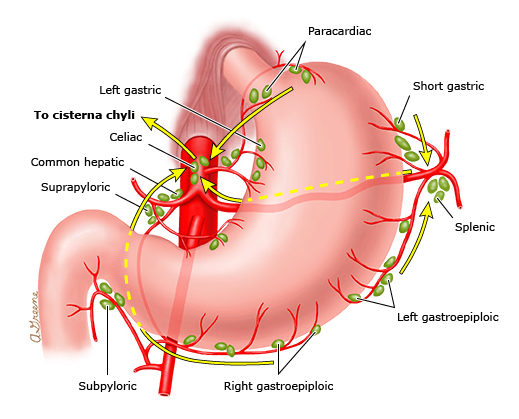 Paracardiac
Left gastric
Short gastric
To cisterna chyli
Celiac
Common hepatic
Suprapyloric
Splenic
Left gastroepiploic
Subpyloric
Right gastroepiploic
A Greene